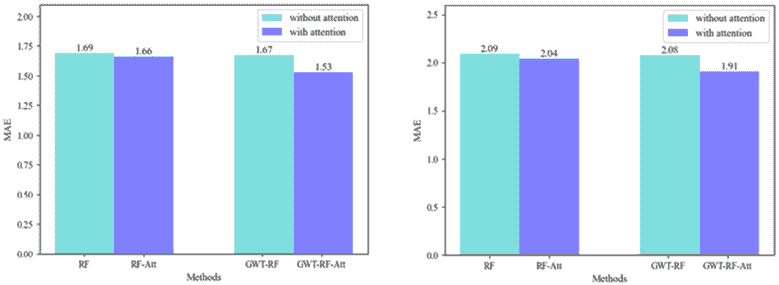 MAE
2.00
1.75
1.50
1.25
1.00
0.75
0.50
0.25
0.00
without attention
with attention
1.69
1.66
1.67
1.53
RF
RF-Att
GWT-RF
GWT-RF-Att
Methods
MAE
2.5
2.0
1.5
1.0
0.5
0.0
without attention
with attention
2.09
2.04
2.08
1.91
RF
RF-Att
GWT-RF
GWT-RF-Att
Methods